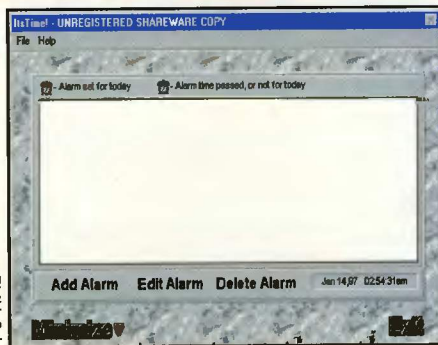 ItsTime! - UNREGISTERED SHAREWARE COPY
File Help
- Alarm set for today - Alarm time passed, or not for today
Add Alarm Edit Alarm Delete Alarm Jan 14,97 02:54:31am
Minimize Exit